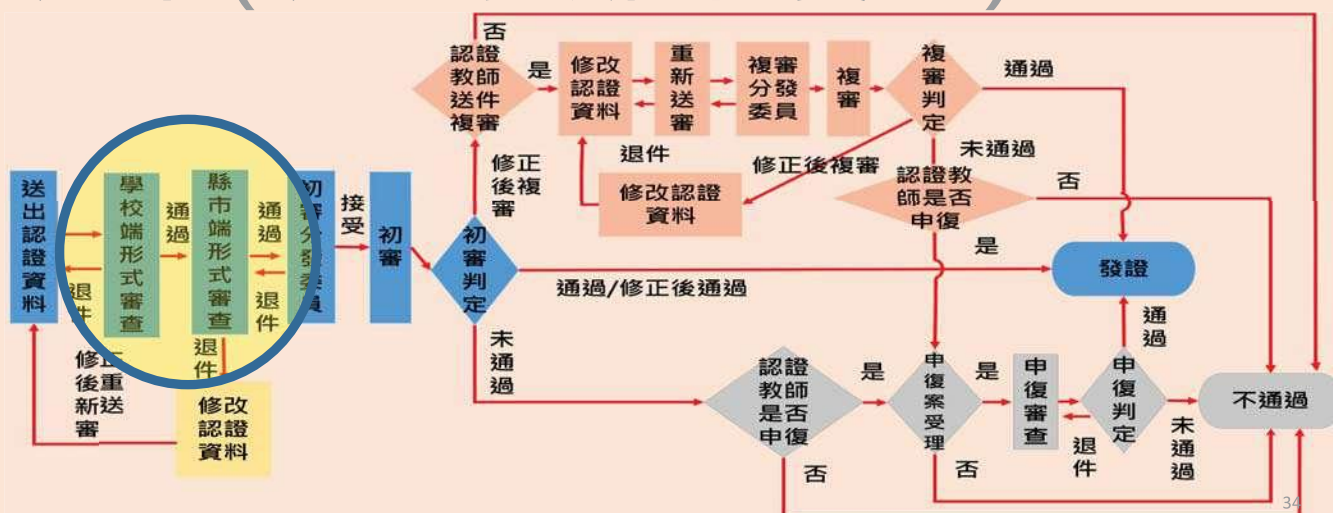 否
認證
教師
送件
複審
是
修改
認證
資料
重
新
送
審
複審
分發
委員
複
審
複
審
判
定
通過
退件
修正後複審
未通過
修改認證
資料
認證教
師是否
申復
否
是
修正
後複
審
送
出
認
證
資
料
退
件
學
校
端
形
式
審
查
通
過
縣
市
端
形
式
審
查
通
過
退
件
初
審
分
發
委
員
接
受
初
審
初
審
判
定
通過/修正後通過
發證
退
件
修正
後重
新送
審
修改
認證
資料
未
通
過
認證
教師
是否
申復
是
否
申
復
案
受
理
是
否
申
復
審
查
退
件
申
復
判
定
通
過
未
通
過
不通過
34